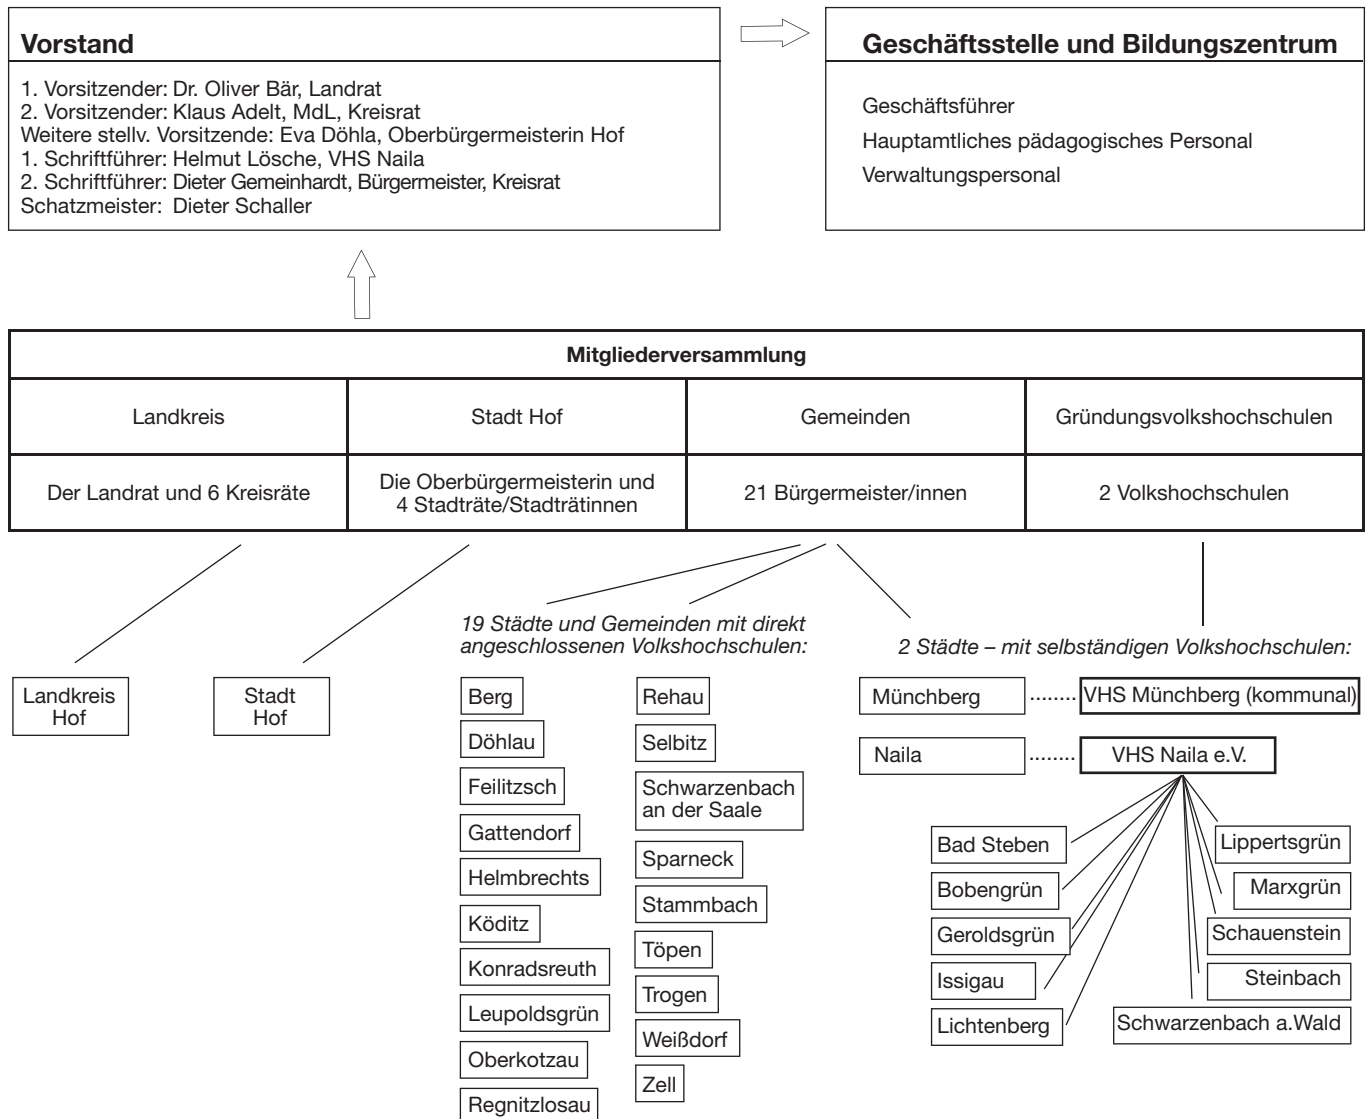 Vorstand
1. Vorsitzender: Dr. Oliver Bär, Landrat
2. Vorsitzender: Klaus Adelt, MdL, Kreisrat
Weitere stellv. Vorsitzende: Eva Döhla, Oberbürgermeisterin Hof
1. Schriftführer: Helmut Lösche, VHS Naila
2. Schriftführer: Dieter Gemeinhardt, Bürgermeister, Kreisrat
Schatzmeister: Dieter Schaller
Geschäftsstelle und Bildungszentrum
Geschäftsführer
Hauptamtliches pädagogisches Personal
Verwaltungspersonal
Mitgliederversammlung
Landkreis
Stadt Hof
Gemeinden
Gründungsvolkshochschulen
Der Landrat und 6 Kreisräte
Die Oberbürgermeisterin und
4 Stadträte/Stadträtinnen
21 Bürgermeister/innen
2 Volkshochschulen
Landkreis
Hof
Stadt
Hof
19 Städte und Gemeinden mit direkt
angeschlossenen Volkshochschulen:
Berg
Döhlau
Feilitzsch
Gattendorf
Helmbrechts
Köditz
Konradsreuth
Leupoldsgrün
Oberkotzau
Regnitzlosau
Rehau
Selbitz
Schwarzenbach
an der Saale
Sparneck
Stammbach
Töpen
Trogen
Weißdorf
Zell
2 Städte – mit selbständigen Volkshochschulen:
Münchberg ........ VHS Münchberg (kommunal)
Naila ........ VHS Naila e.V.
Bad Steben
Bobengrün
Geroldsgrün
Issigau
Lichtenberg
Lippertsgrün
Marxgrün
Schauenstein
Steinbach
Schwarzenbach a.Wald